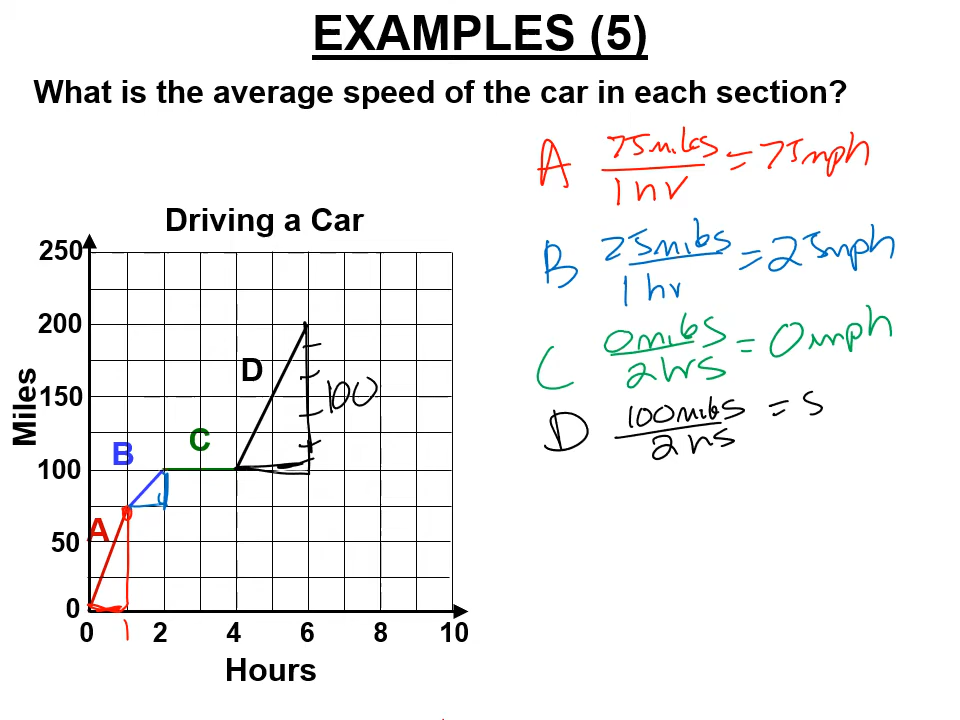 EXAMPLES (5)
What is the average speed of the car in each section?
A 75 miles / 1 hr = 75 mph
B 25 miles / 1 hr = 25 mph
C 0 miles / 2 hrs = 0 mph
D 100 miles / 2 hrs = 5
Driving a Car
250
200
150
100
50
0
Miles
D
100
C
B
A
0 1 2 4 6 8 10
Hours